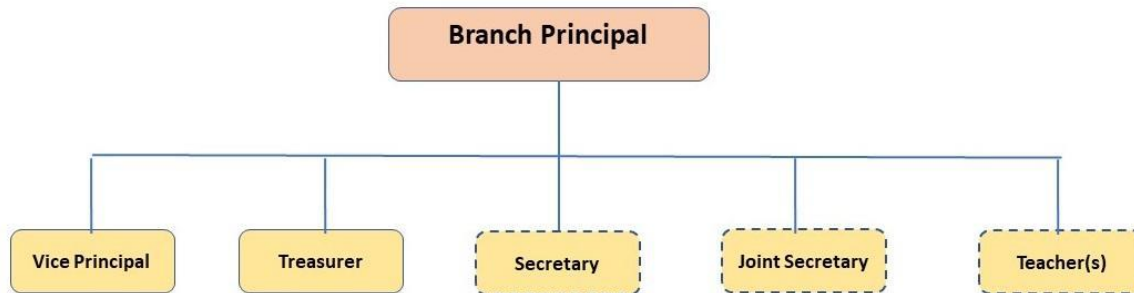 Branch Principal
Vice Principal
Treasurer
Secretary
Joint Secretary
Teacher(s)